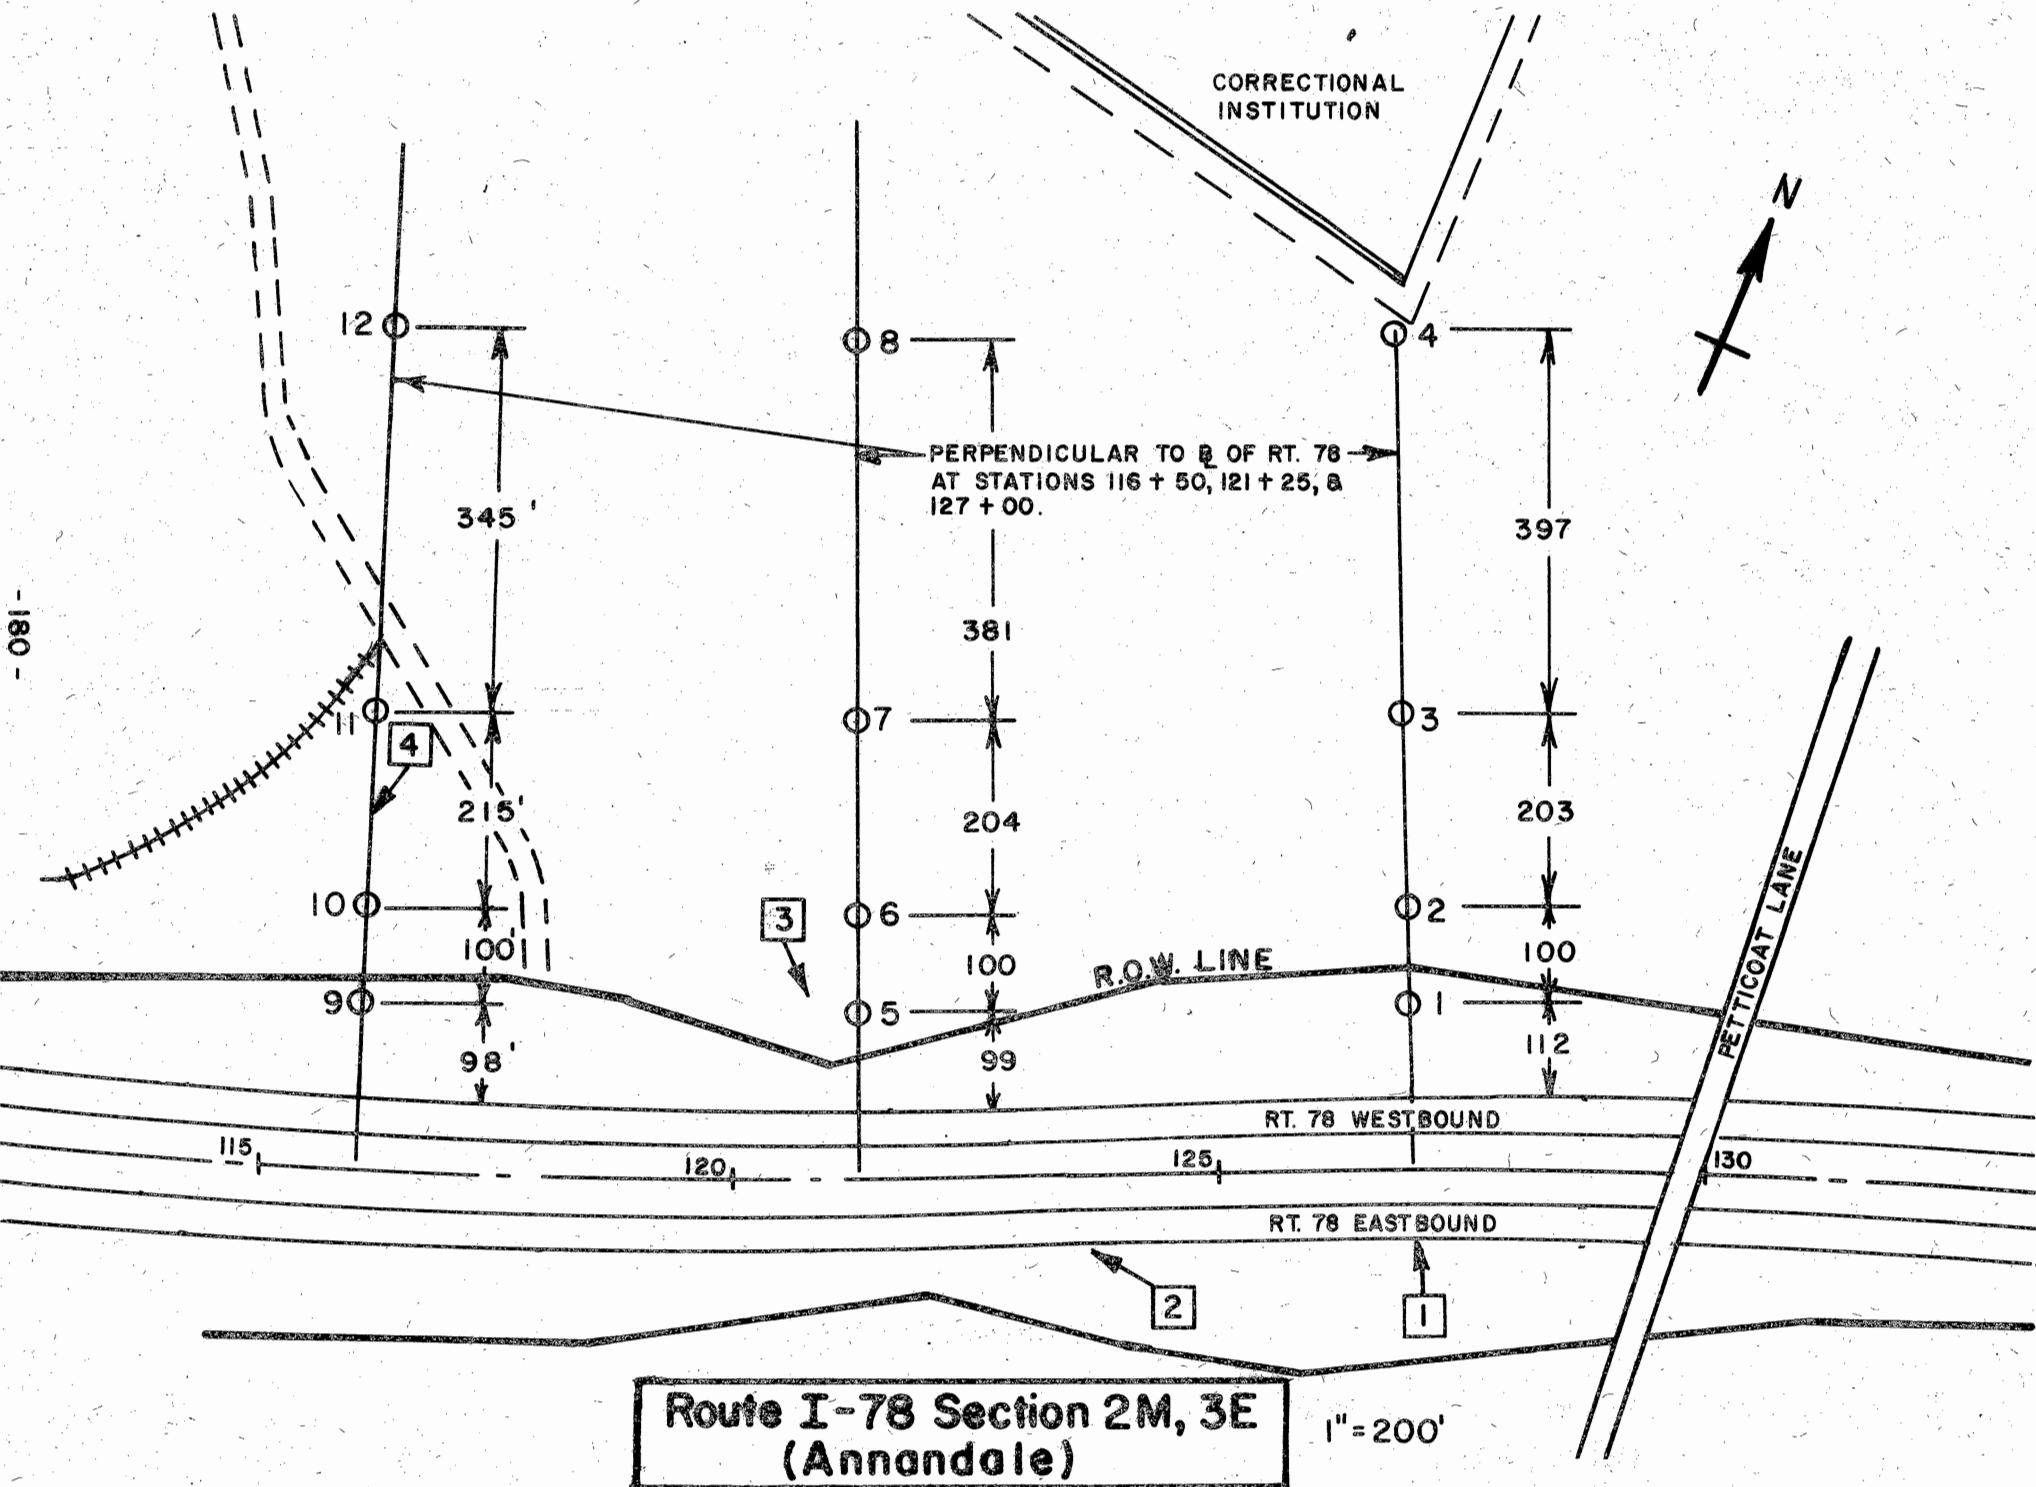 CORRECTIONAL
INSTITUTION
N
12
8
4
PERPENDICULAR TO ℄ OF RT. 78
AT STATIONS 116 + 50, 121 + 25, &
127 + 00.
345'
397
381
- 180 -
11
7
3
4
215'
204
203
10
3
6
2
100'
100
100
R.O.W. LINE
PETTICOAT LANE
9
5
1
98'
99
112
RT. 78 WESTBOUND
115
120
125
130
RT. 78 EASTBOUND
2
1
Route I-78 Section 2M, 3E
(Annandale)
1"=200'